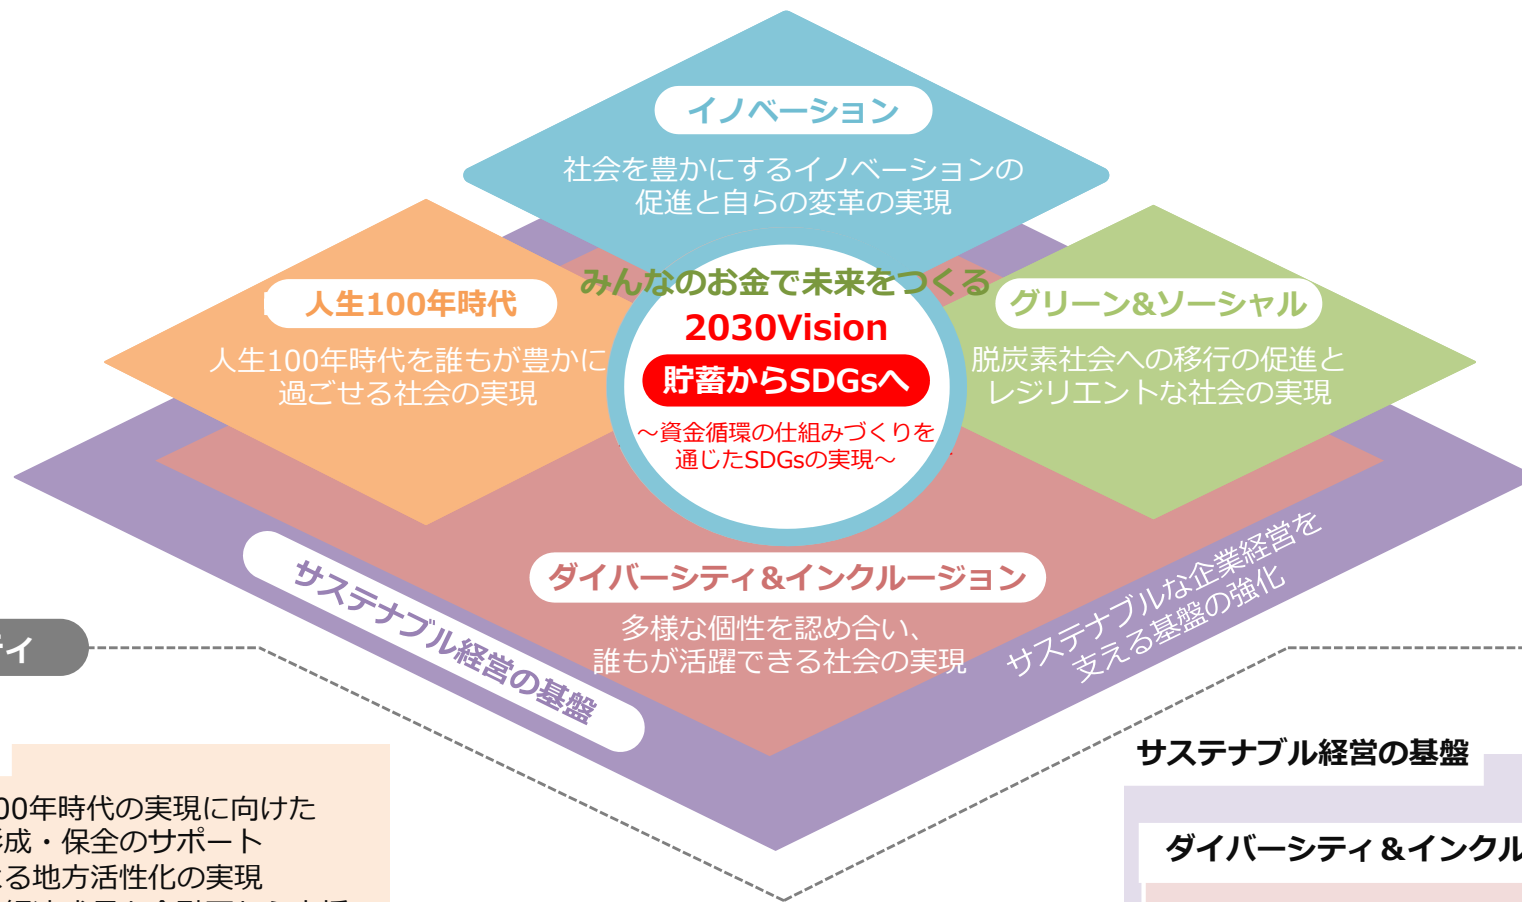 イノベーション
社会を豊かにするイノベーションの
促進と自らの変革の実現
人生100年時代
人生100年時代を誰もが豊かに
過ごせる社会の実現
みんなのお金で未来をつくる
2030Vision
貯蓄からSDGsへ
～資金循環の仕組みづくりを
通じたSDGsの実現～
グリーン&ソーシャル
脱炭素社会への移行の促進と
レジリエントな社会の実現
ダイバーシティ&インクルージョン
多様な個性を認め合い、
誰もが活躍できる社会の実現
サステナブル経営の基盤
サステナブルな企業経営を
支える基盤の強化
ティ
00年時代の実現に向けた
形成・保全のサポート
よる地方活性化の実現
サステナブル経営の基盤
ダイバーシティ&インクル